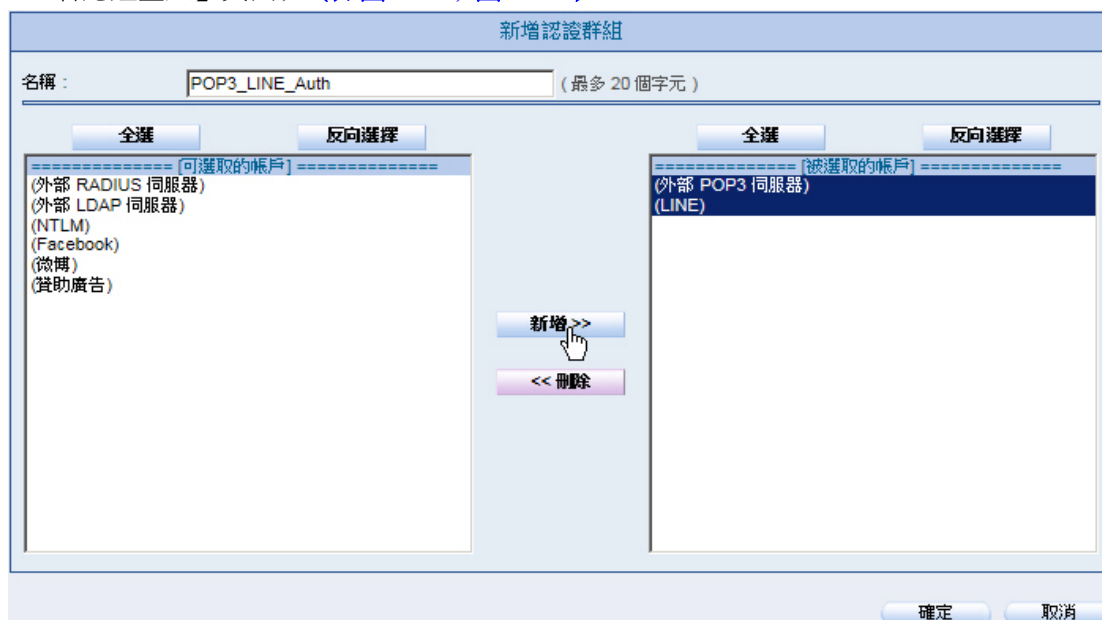 新增認證群組
名稱 : POP3_LINE_Auth ( 最多 20 個字元 )
全選 反向選擇 全選 反向選擇
============== [可選取的帳戶] ==============
(外部 RADIUS 伺服器)
(外部 LDAP 伺服器)
(NTLM)
(Facebook)
(微博)
(贊助廣告)
新增 >>
<< 刪除
============== [被選取的帳戶] ==============
(外部 POP3 伺服器)
(LINE)
確定 取消